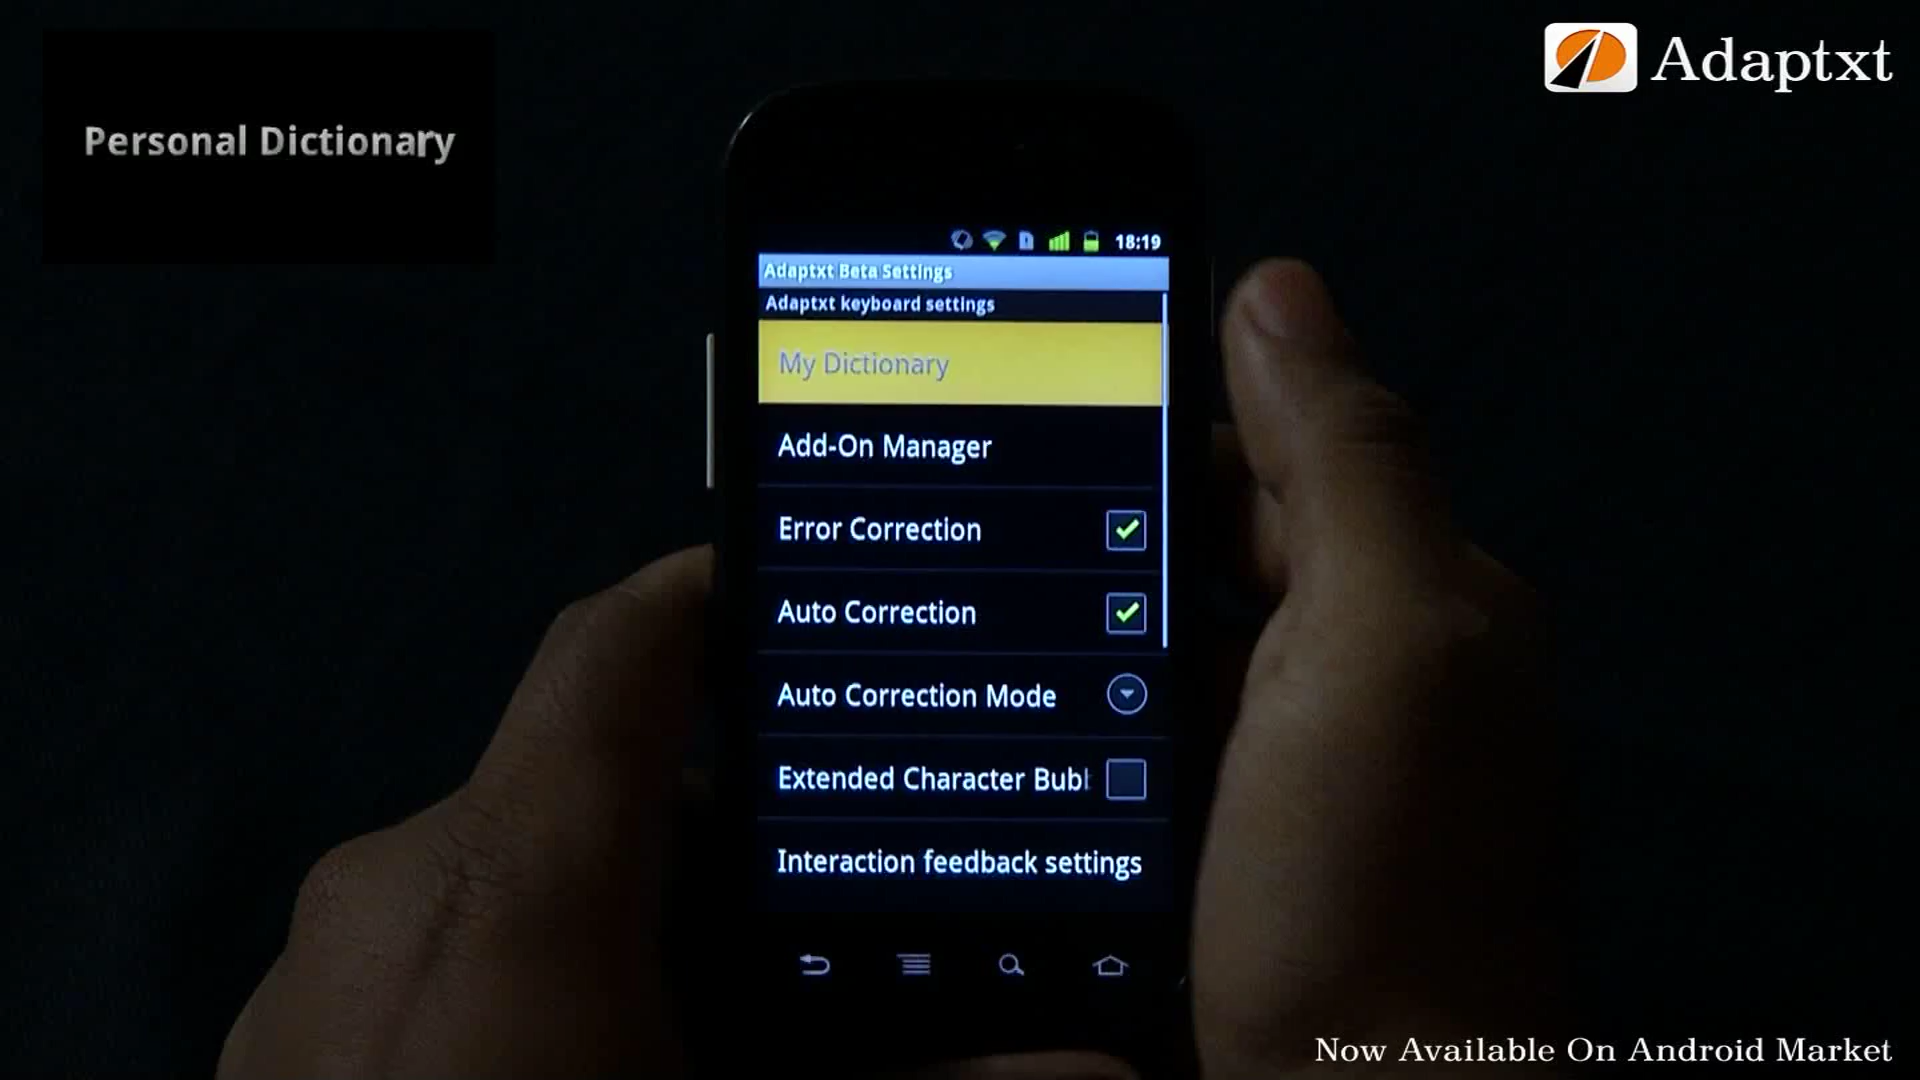 Adaptxt
Personal Dictionary
18:19
Adaptxt Beta Settings
Adaptxt keyboard settings
My Dictionary
Add-On Manager
Error Correction
Auto Correction
Auto Correction Mode
Extended Character Bubl
Interaction feedback settings
Now Available On Android Market